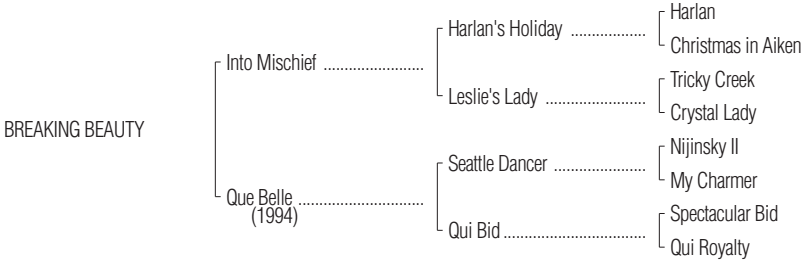 Harlan
Harlan's Holiday ....................
Christmas in Aiken
Into Mischief ..........................
Tricky Creek
Leslie's Lady ..........................
Crystal Lady
BREAKING BEAUTY
Nijinsky II
Seattle Dancer ........................
My Charmer
Que Belle ................................
(1994)
Spectacular Bid
Qui Bid .....................................
Qui Royalty